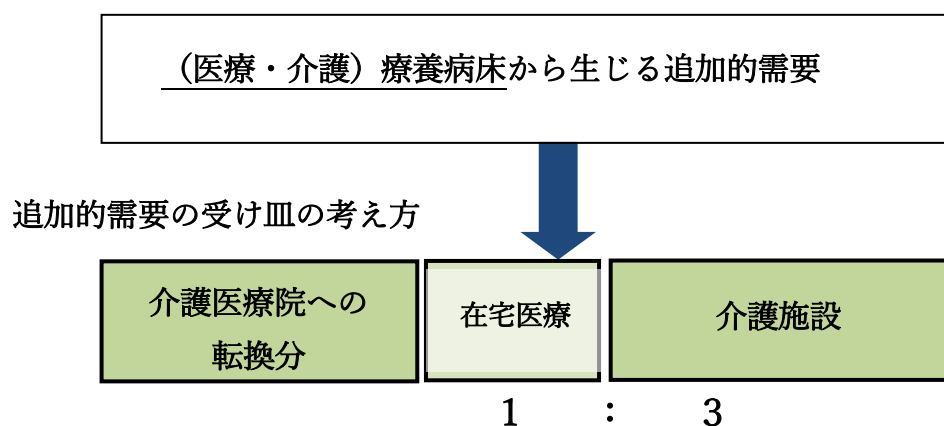 （医療・介護）療養病床から生じる追加的需要
追加的需要の受け皿の考え方
介護医療院への
転換分
在宅医療
介護施設
1 : 3